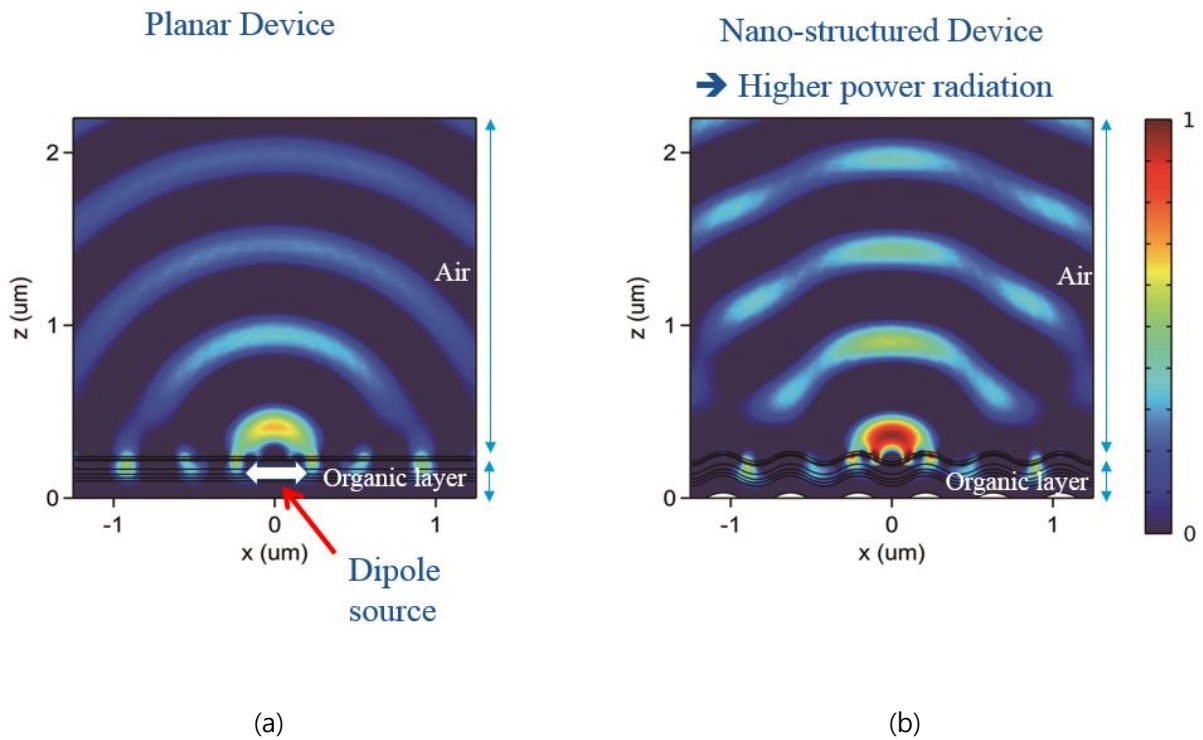 Planar Device
Nano-structured Device
➔ Higher power radiation
2
1
0
z (um)
-1
0
1
x (um)
Air
Organic layer
Dipole
source
2
1
0
z (um)
-1
0
1
x (um)
Air
Organic layer
1
0
(a)
(b)